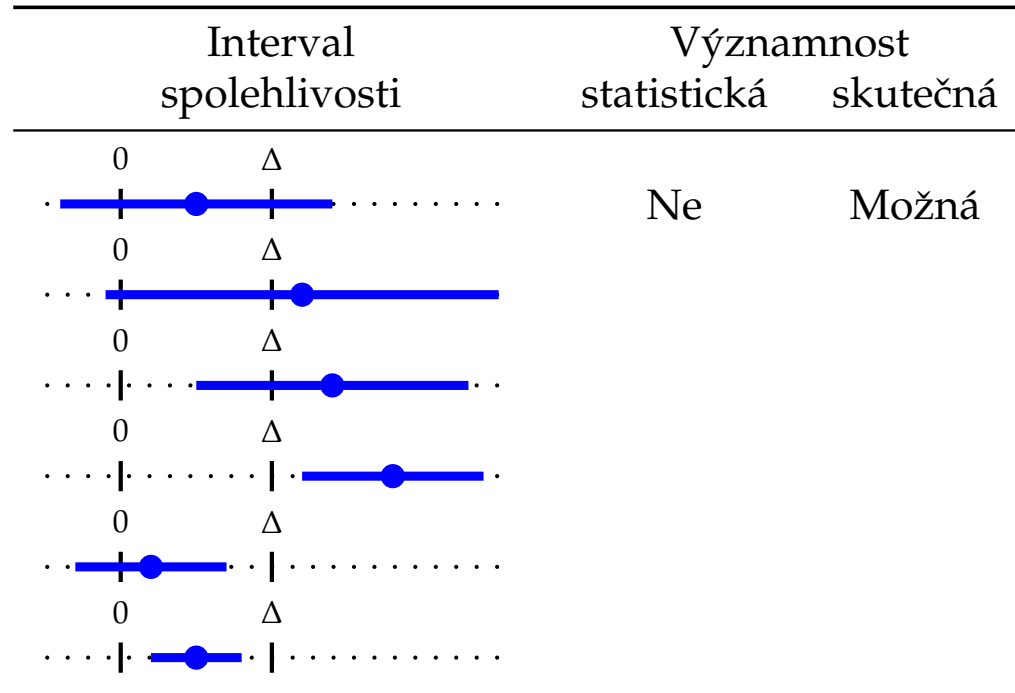 Interval Významnost
spolehlivosti statistická skutečná
0 Δ
Ne Možná
0 Δ
0 Δ
0 Δ
0 Δ
0 Δ